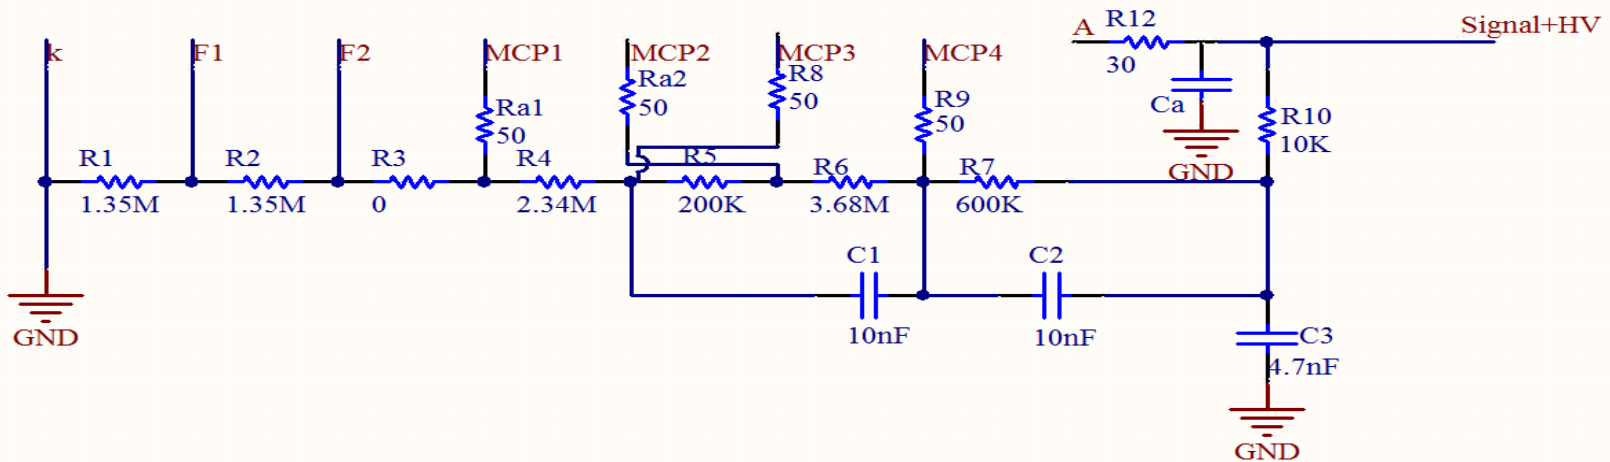 k
F1
F2
MCP1
MCP2
MCP3
MCP4
A
R12
30
Signal+HV
Ra1
50
Ra2
50
R8
50
R9
50
Ca
GND
R10
10K
R1
1.35M
R2
1.35M
R3
0
R4
2.34M
R5
200K
R6
3.68M
R7
600K
C1
10nF
C2
10nF
C3
4.7nF
GND
GND